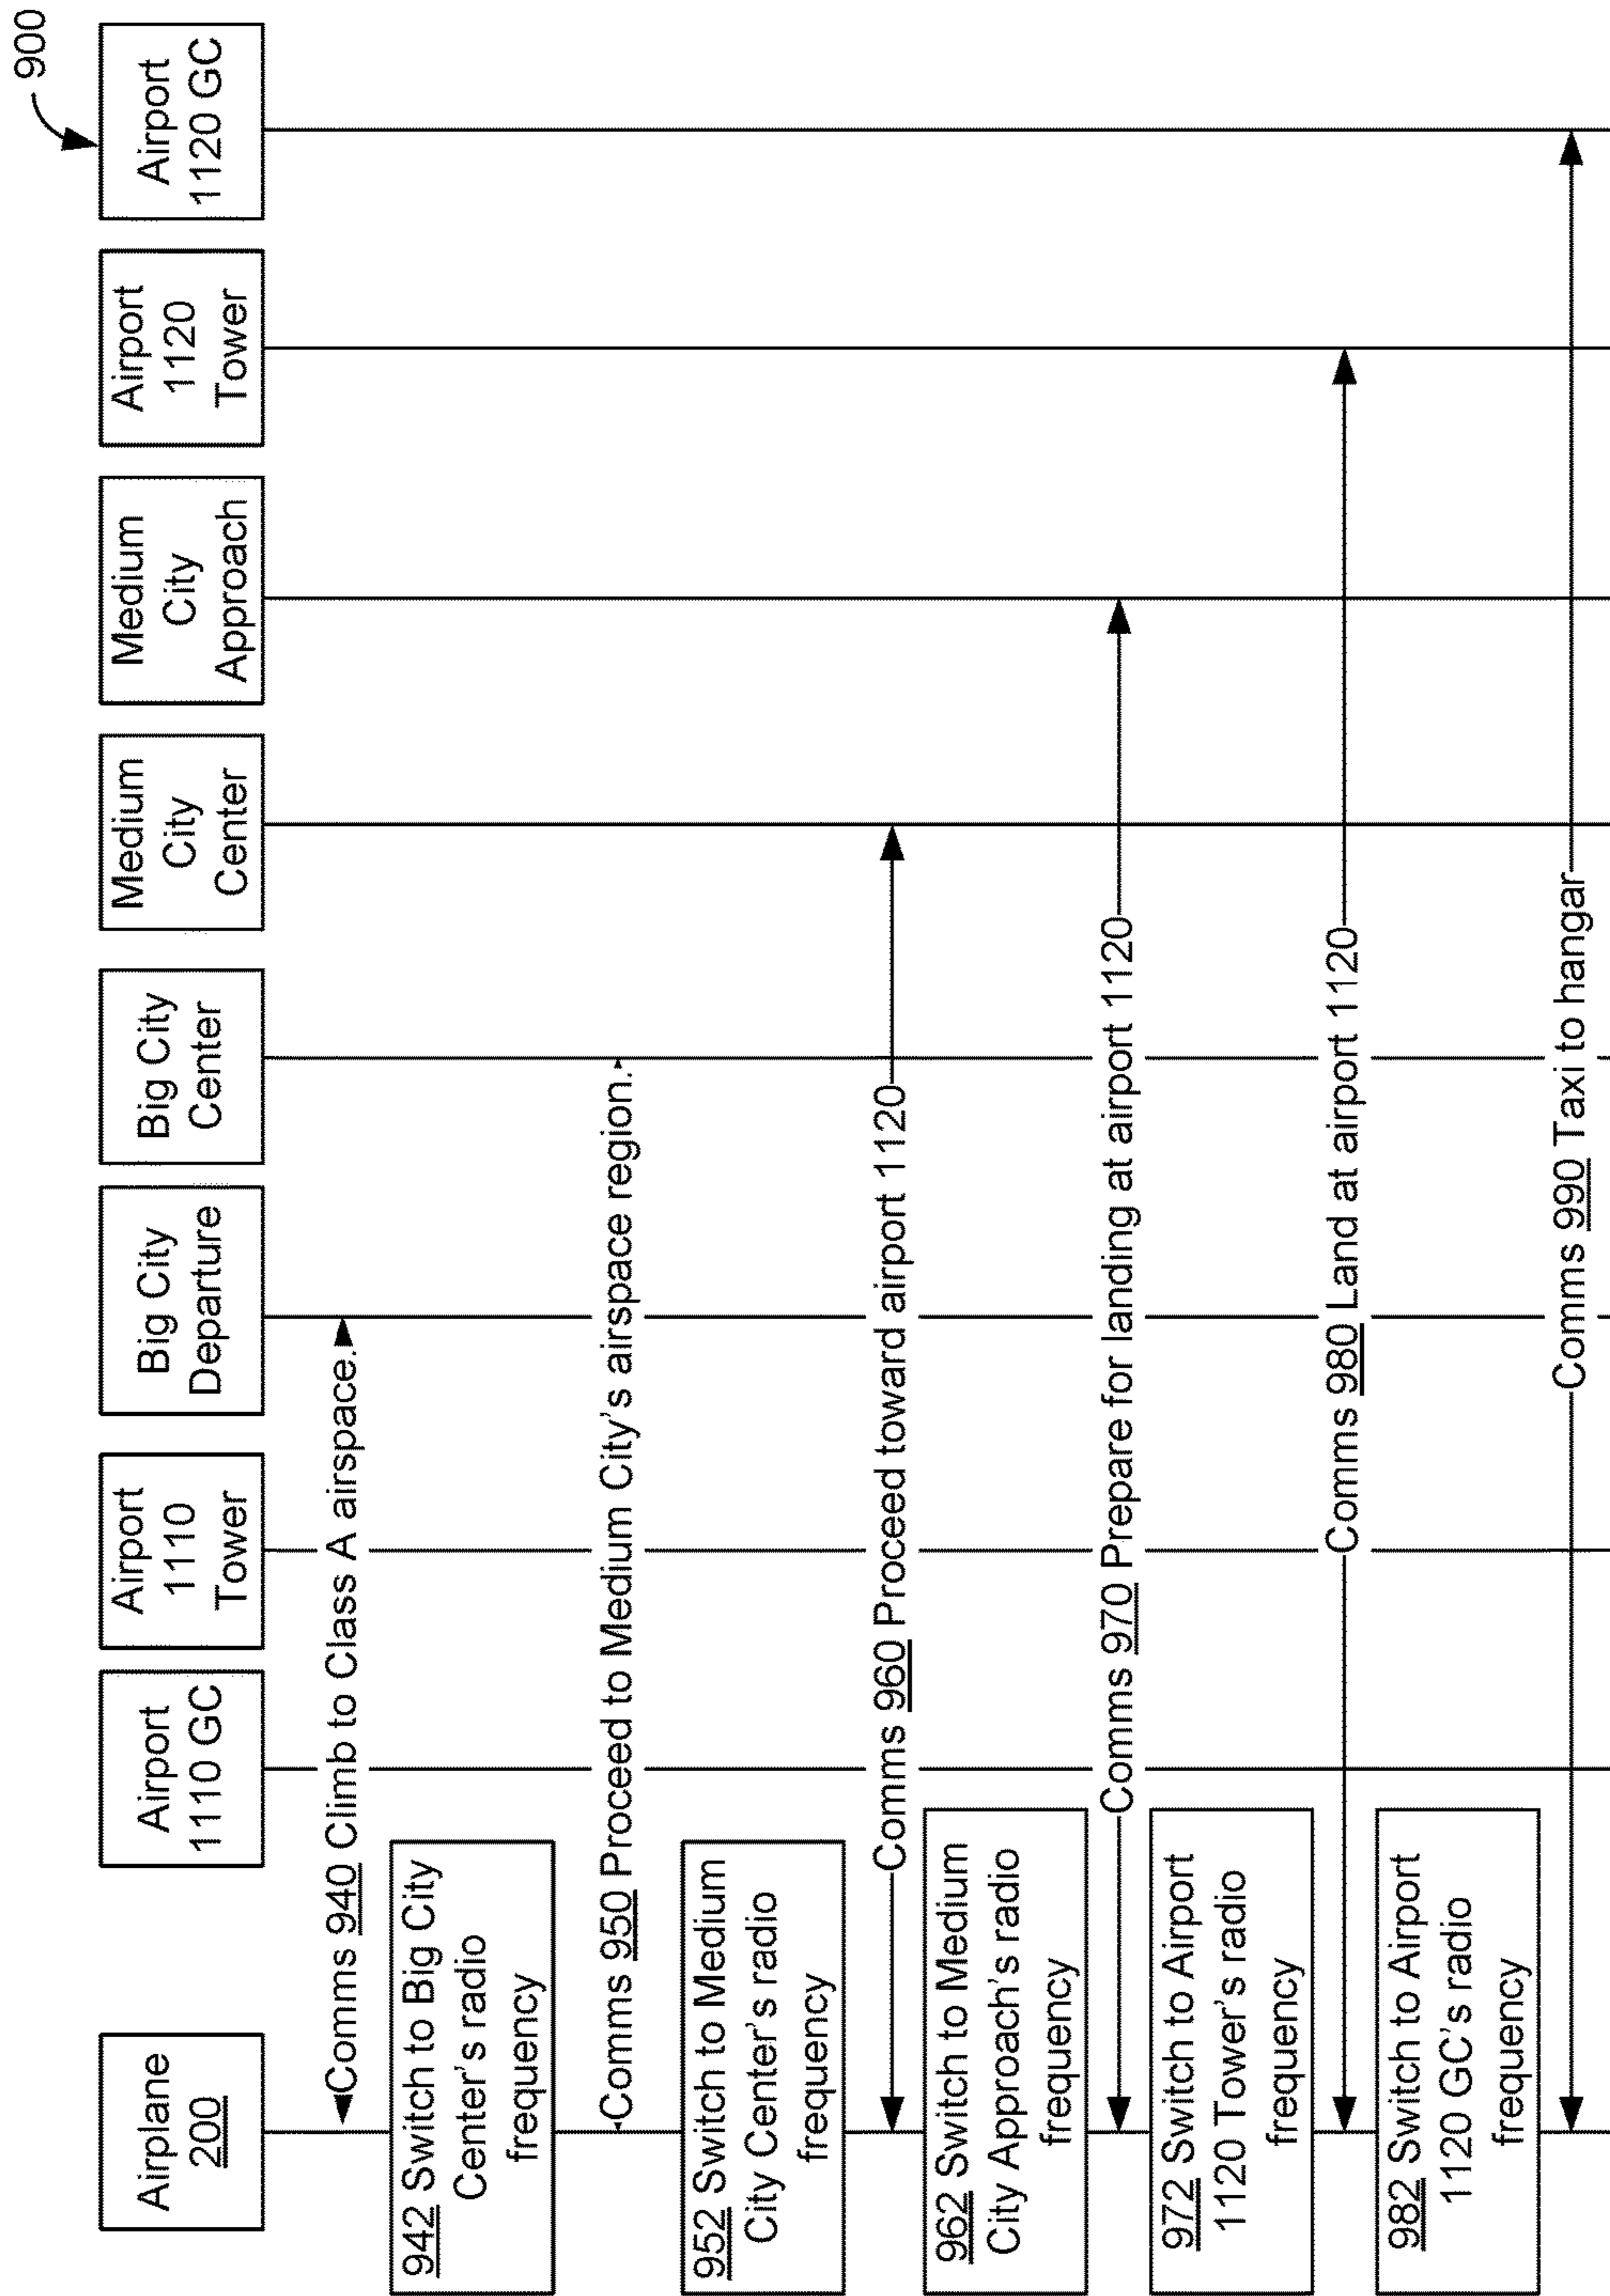 900
Airplane
200
Airport
1110 GC
Airport
1110
Tower
Big City
Departure
Big City
Center
Medium
City
Center
Medium
City
Approach
Airport
1120
Tower
Airport
1120 GC
Comms 940 Climb to Class A airspace.
942 Switch to Big City
Center's radio
frequency
Comms 950 Proceed to Medium City's airspace region.
952 Switch to Medium
City Center's radio
frequency
Comms 960 Proceed toward airport 1120
962 Switch to Medium
City Approach's radio
frequency
Comms 970 Prepare for landing at airport 1120
972 Switch to Airport
1120 Tower's radio
frequency
Comms 980 Land at airport 1120
982 Switch to Airport
1120 GC's radio
frequency
Comms 990 Taxi to hangar